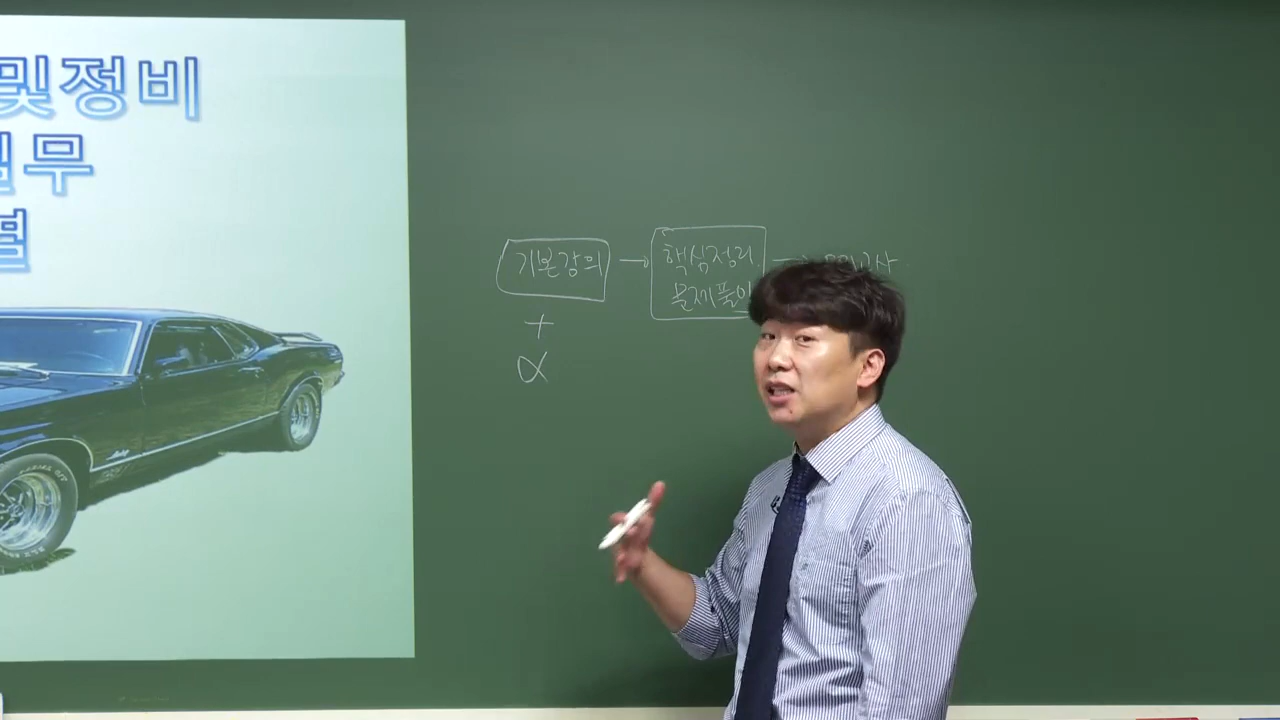 및정비
무
기본강의 → 핵심정리 →
문제풀이
+
α